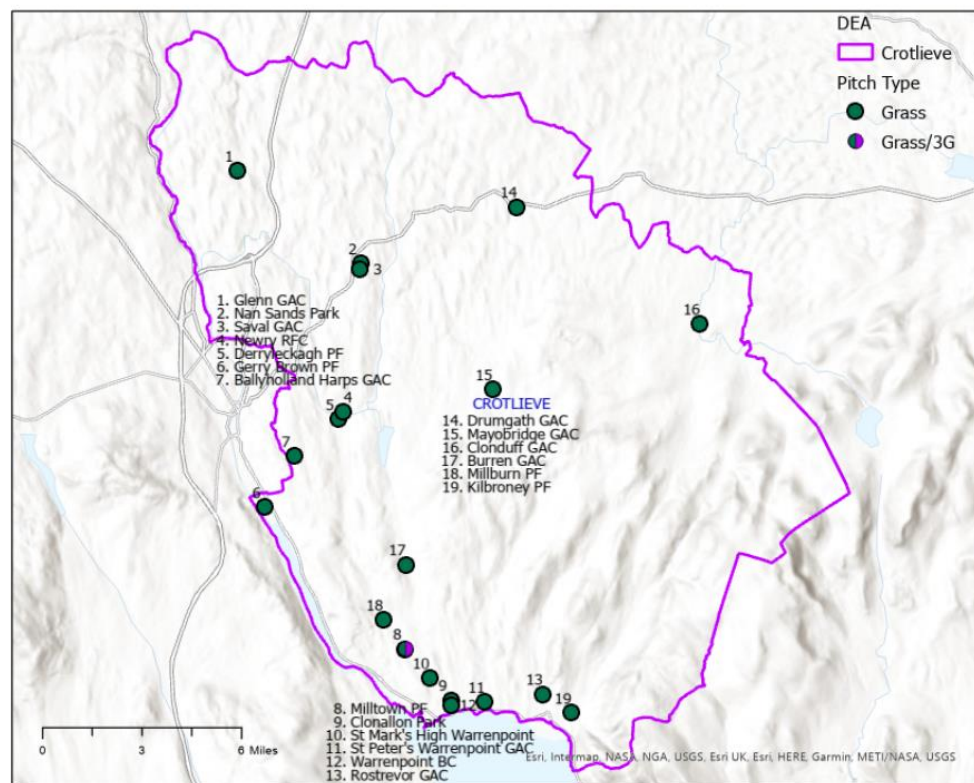 DEA
Crotlieve
Pitch Type
Grass
Grass/3G
1
14
2
3
16
1. Glenn GAC
2. Nan Sands Park
3. Saval GAC
4. Newry RFC
5. Derryleckagh PF
6. Gerry Brown PF
7. Ballyholland Harps GAC
15
CROTLIEVE
4
5
14. Drumgath GAC
15. Mayobridge GAC
16. Clonduff GAC
17. Burren GAC
18. Millburn PF
19. Kilbroney PF
7
6
17
18
8
10
9
12
11
13
19
8. Milltown PF
9. Clonallon Park
10. St Mark's High Warrenpoint
11. St Peter's Warrenpoint GAC
12. Warrenpoint BC
13. Rostrevor GAC
0 3 6 Miles
Esri, Intermap, NASA, NGA, USGS, Esri UK, Esri, HERE, Garmin, METI/NASA, USGS